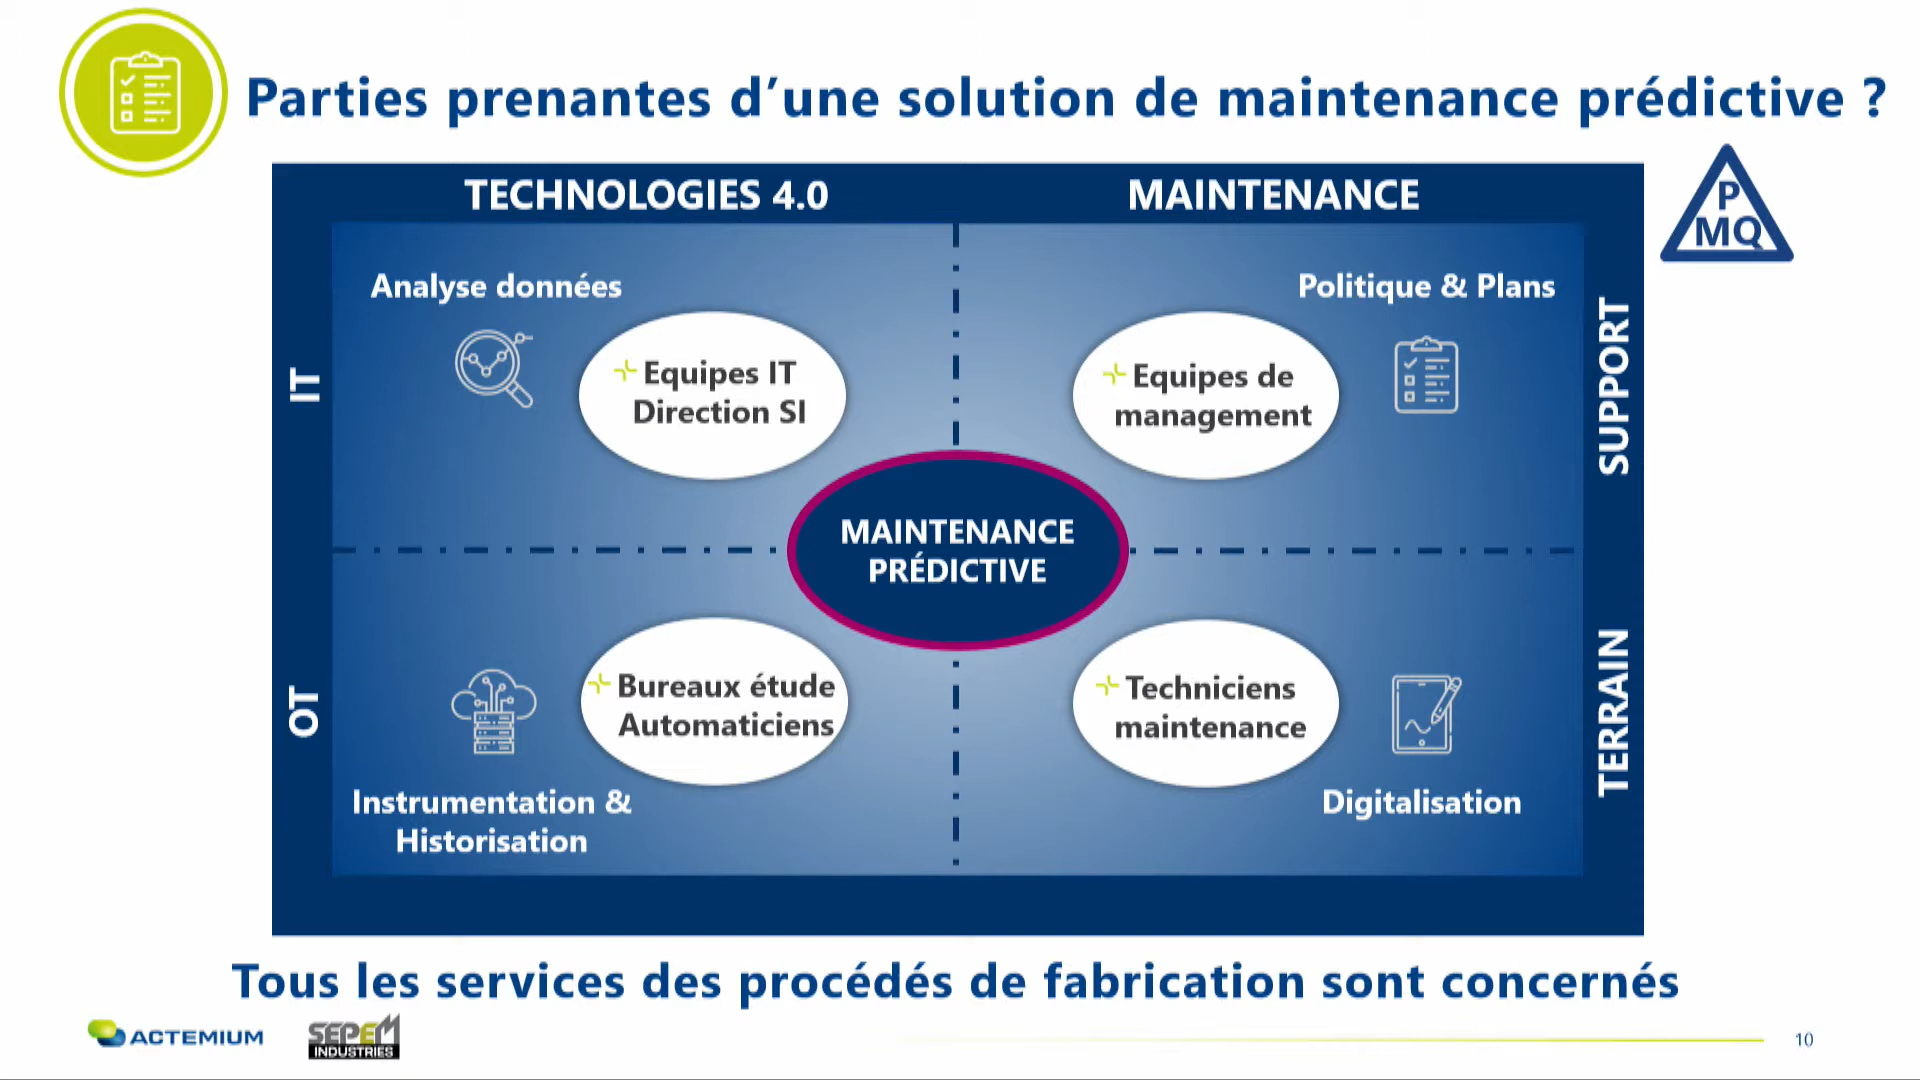 Parties prenantes d’une solution de maintenance prédictive ?
P
MQ
TECHNOLOGIES 4.0
MAINTENANCE
IT
Analyse données
Equipes IT
Direction SI
Politique & Plans
Equipes de
management
SUPPORT
MAINTENANCE
PRÉDICTIVE
OT
Bureaux étude
Automaticiens
Instrumentation &
Historisation
Techniciens
maintenance
Digitalisation
TERRAIN
Tous les services des procédés de fabrication sont concernés
ACTEMIUM
SEPEM
INDUSTRIES
10